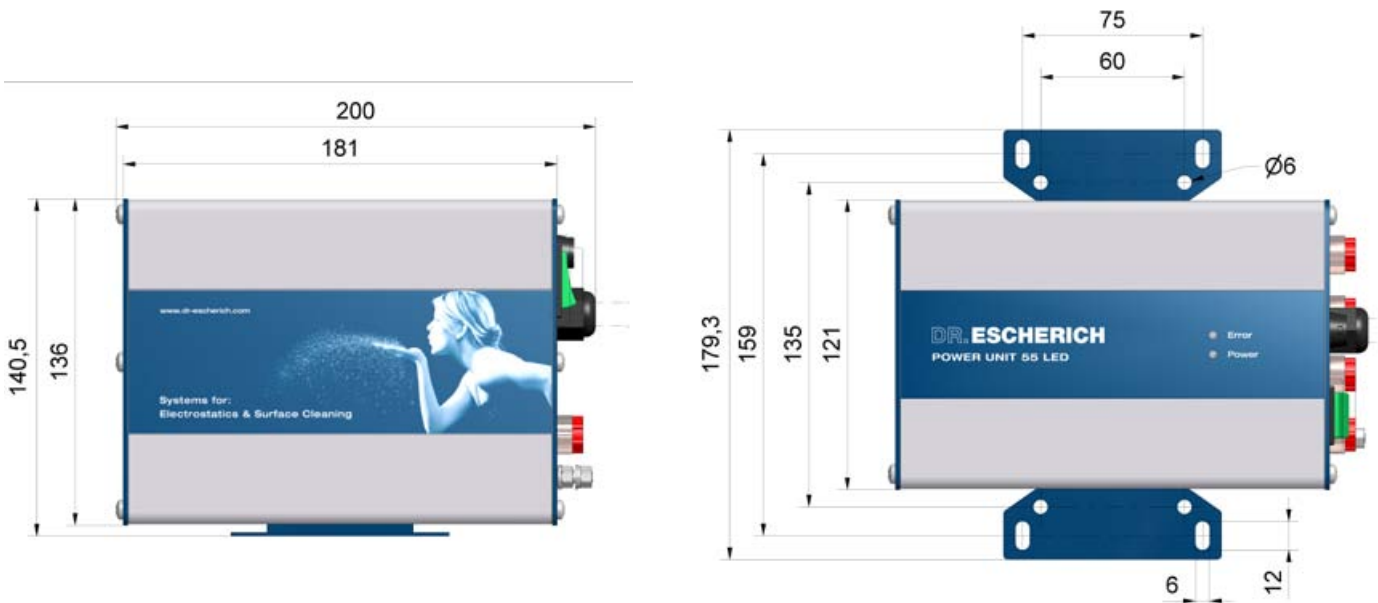 200
181
140,5
136
www.dr-escherich.com
Systems for:
Electrostatics & Surface Cleaning
75
60
Ø6
179,3
159
135
121
DR.ESCHERICH
POWER UNIT 55 LED
Error
Power
6
12